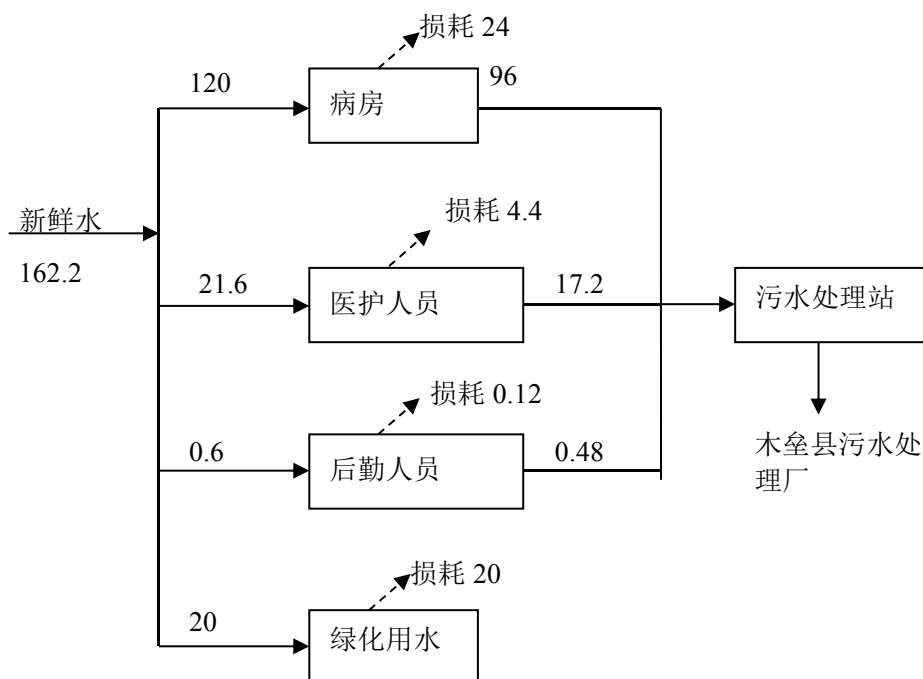 损耗 24
120
96
病房
新鲜水
162.2
损耗 4.4
21.6
医护人员
17.2
污水处理站
损耗 0.12
0.6
后勤人员
0.48
木垒县污水处
理厂
损耗 20
20
绿化用水